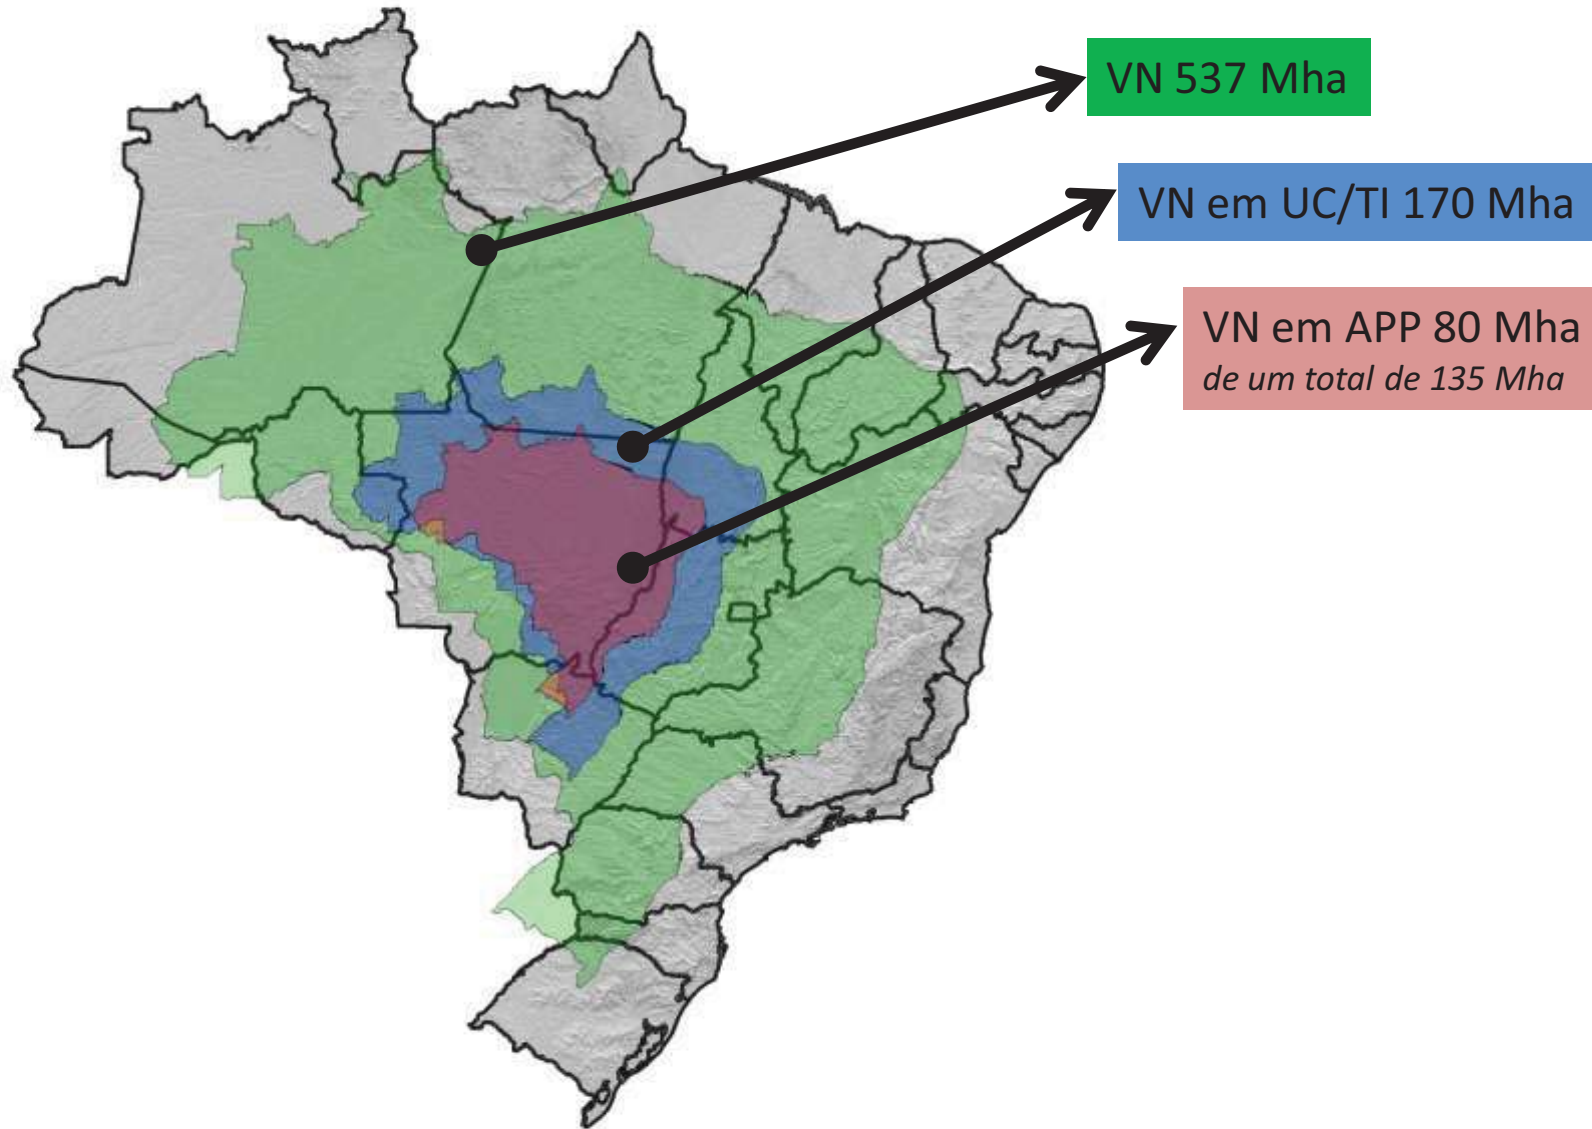 VN 537 Mha
VN em UC/TI 170 Mha
VN em APP 80 Mha
de um total de 135 Mha